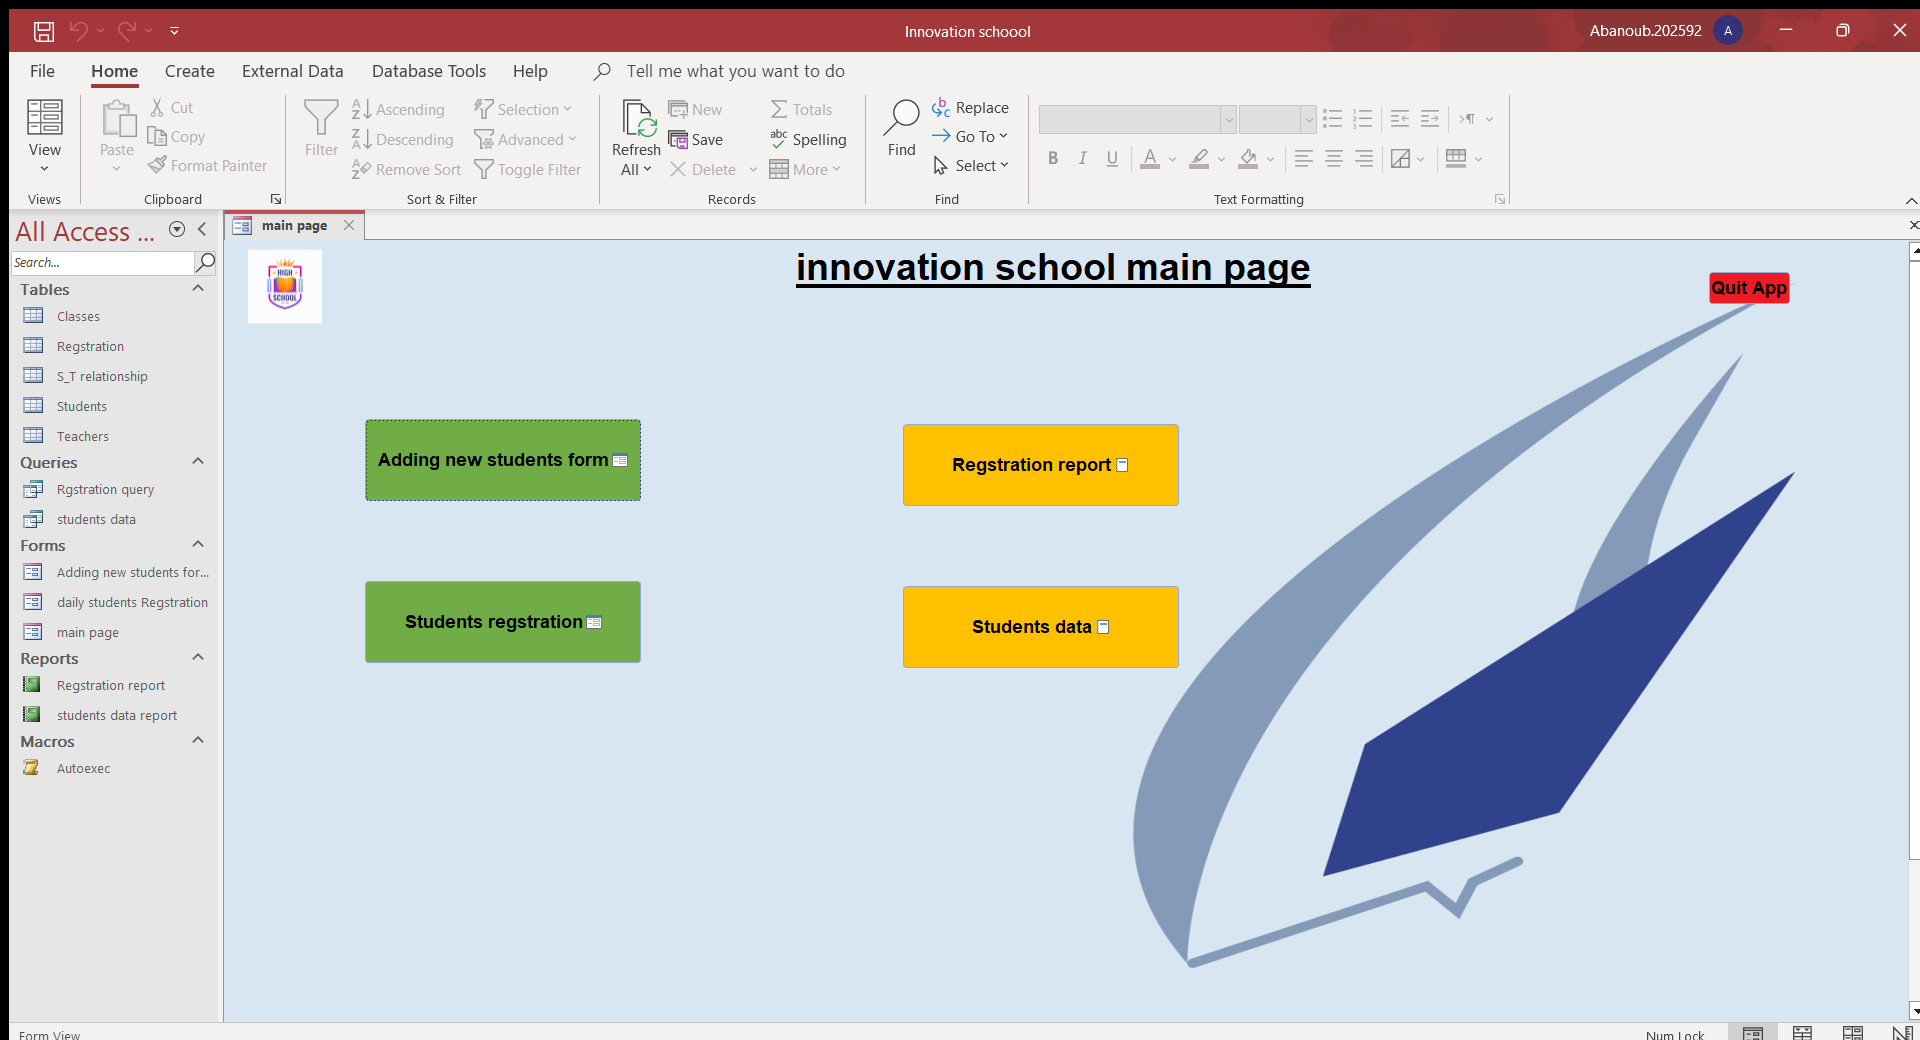 Innovation schoool
Abanoub.202592
A
File Home Create External Data Database Tools Help Tell me what you want to do
View
Views
Paste
Cut
Copy
Format Painter
Clipboard
Filter
Ascending
Descending
Remove Sort
Selection
Advanced
Toggle Filter
Sort & Filter
Refresh
All
New
Save
Delete
Totals
Spelling
More
Records
Find
Replace
Go To
Select
Find
B I U A
Text Formatting
All Access ...
Search...
Tables
Classes
Regstration
S_T relationship
Students
Teachers
Queries
Rgstration query
students data
Forms
Adding new students for...
daily students Regstration
main page
Reports
Regstration report
students data report
Macros
Autoexec
main page
HIGH
SCHOOL
innovation school main page
Quit App
Adding new students form
Regstration report
Students regstration
Students data
Form View
Num Lock